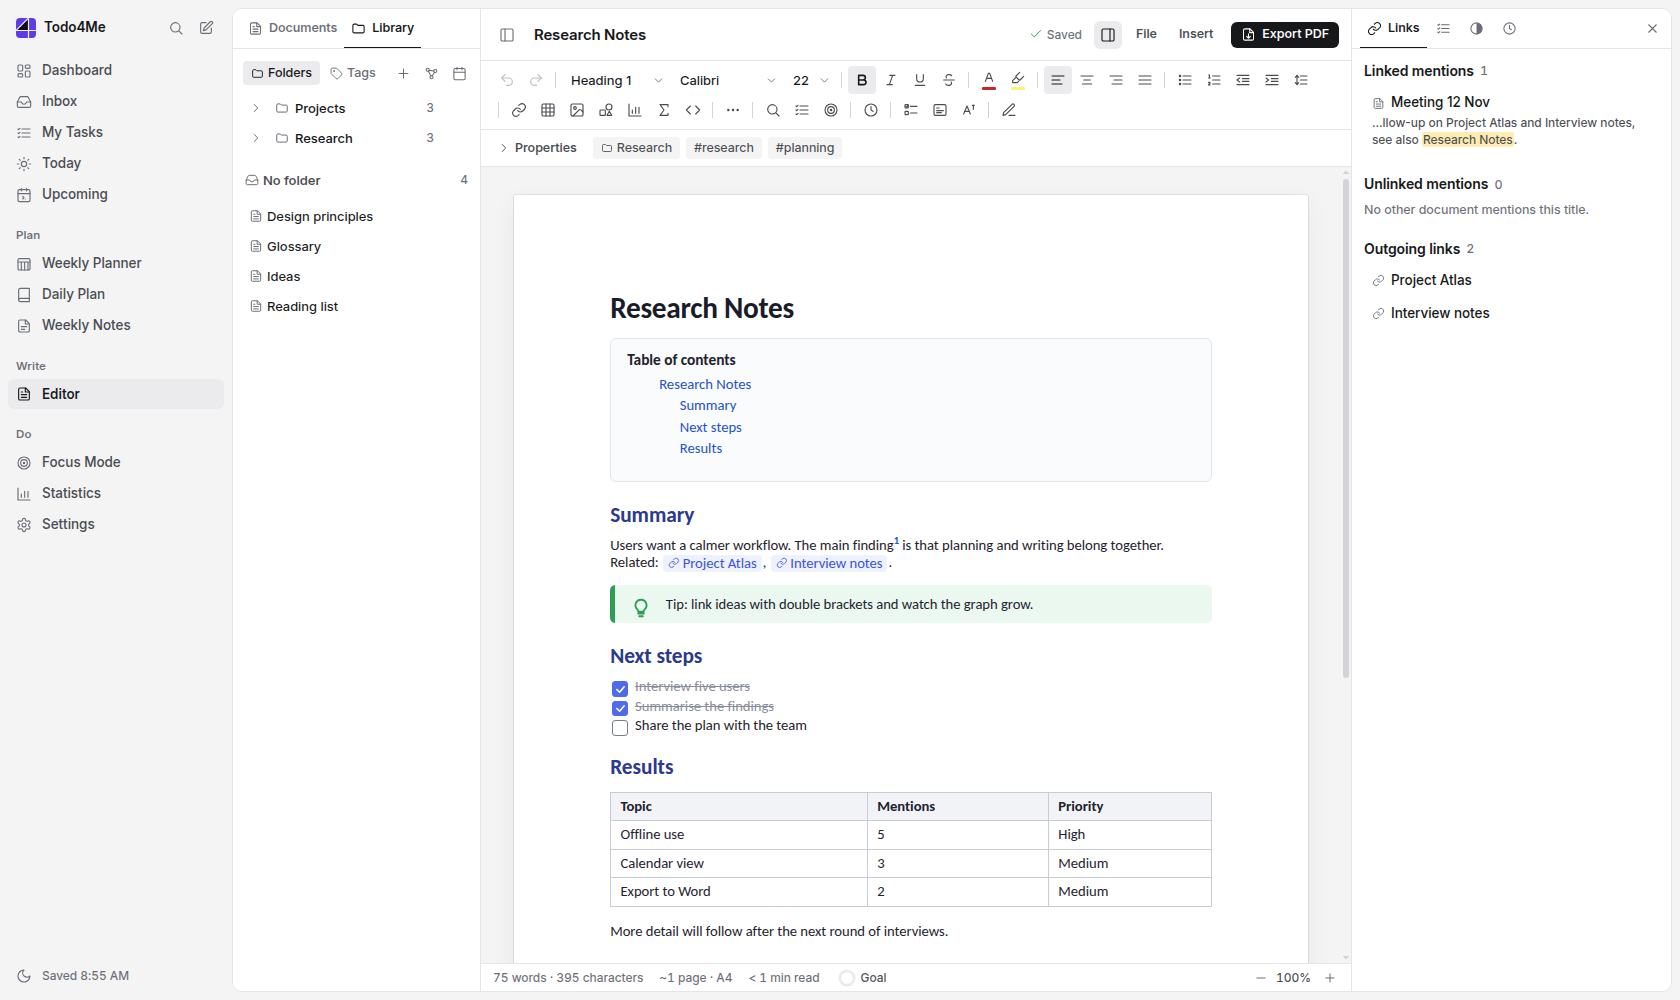 Todo4Me
Dashboard
Inbox
My Tasks
Today
Upcoming
Plan
Weekly Planner
Daily Plan
Weekly Notes
Write
Editor
Do
Focus Mode
Statistics
Settings
Saved 8:55 AM
Documents Library
Folders Tags
Projects 3
Research 3
No folder 4
Design principles
Glossary
Ideas
Reading list
Research Notes
Saved File Insert Export PDF
Heading 1 Calibri 22
Properties Research #research #planning
Research Notes
Table of contents
Research Notes
Summary
Next steps
Results
Summary
Users want a calmer workflow. The main finding1 is that planning and writing belong together.
Related: Project Atlas , Interview notes .
Tip: link ideas with double brackets and watch the graph grow.
Next steps
Interview five users
Summarise the findings
Share the plan with the team
Results
Topic Mentions Priority
Offline use 5 High
Calendar view 3 Medium
Export to Word 2 Medium
More detail will follow after the next round of interviews.
75 words · 395 characters ~1 page · A4 < 1 min read Goal 100%
Links
Linked mentions 1
Meeting 12 Nov
...llow-up on Project Atlas and Interview notes,
see also Research Notes.
Unlinked mentions 0
No other document mentions this title.
Outgoing links 2
Project Atlas
Interview notes